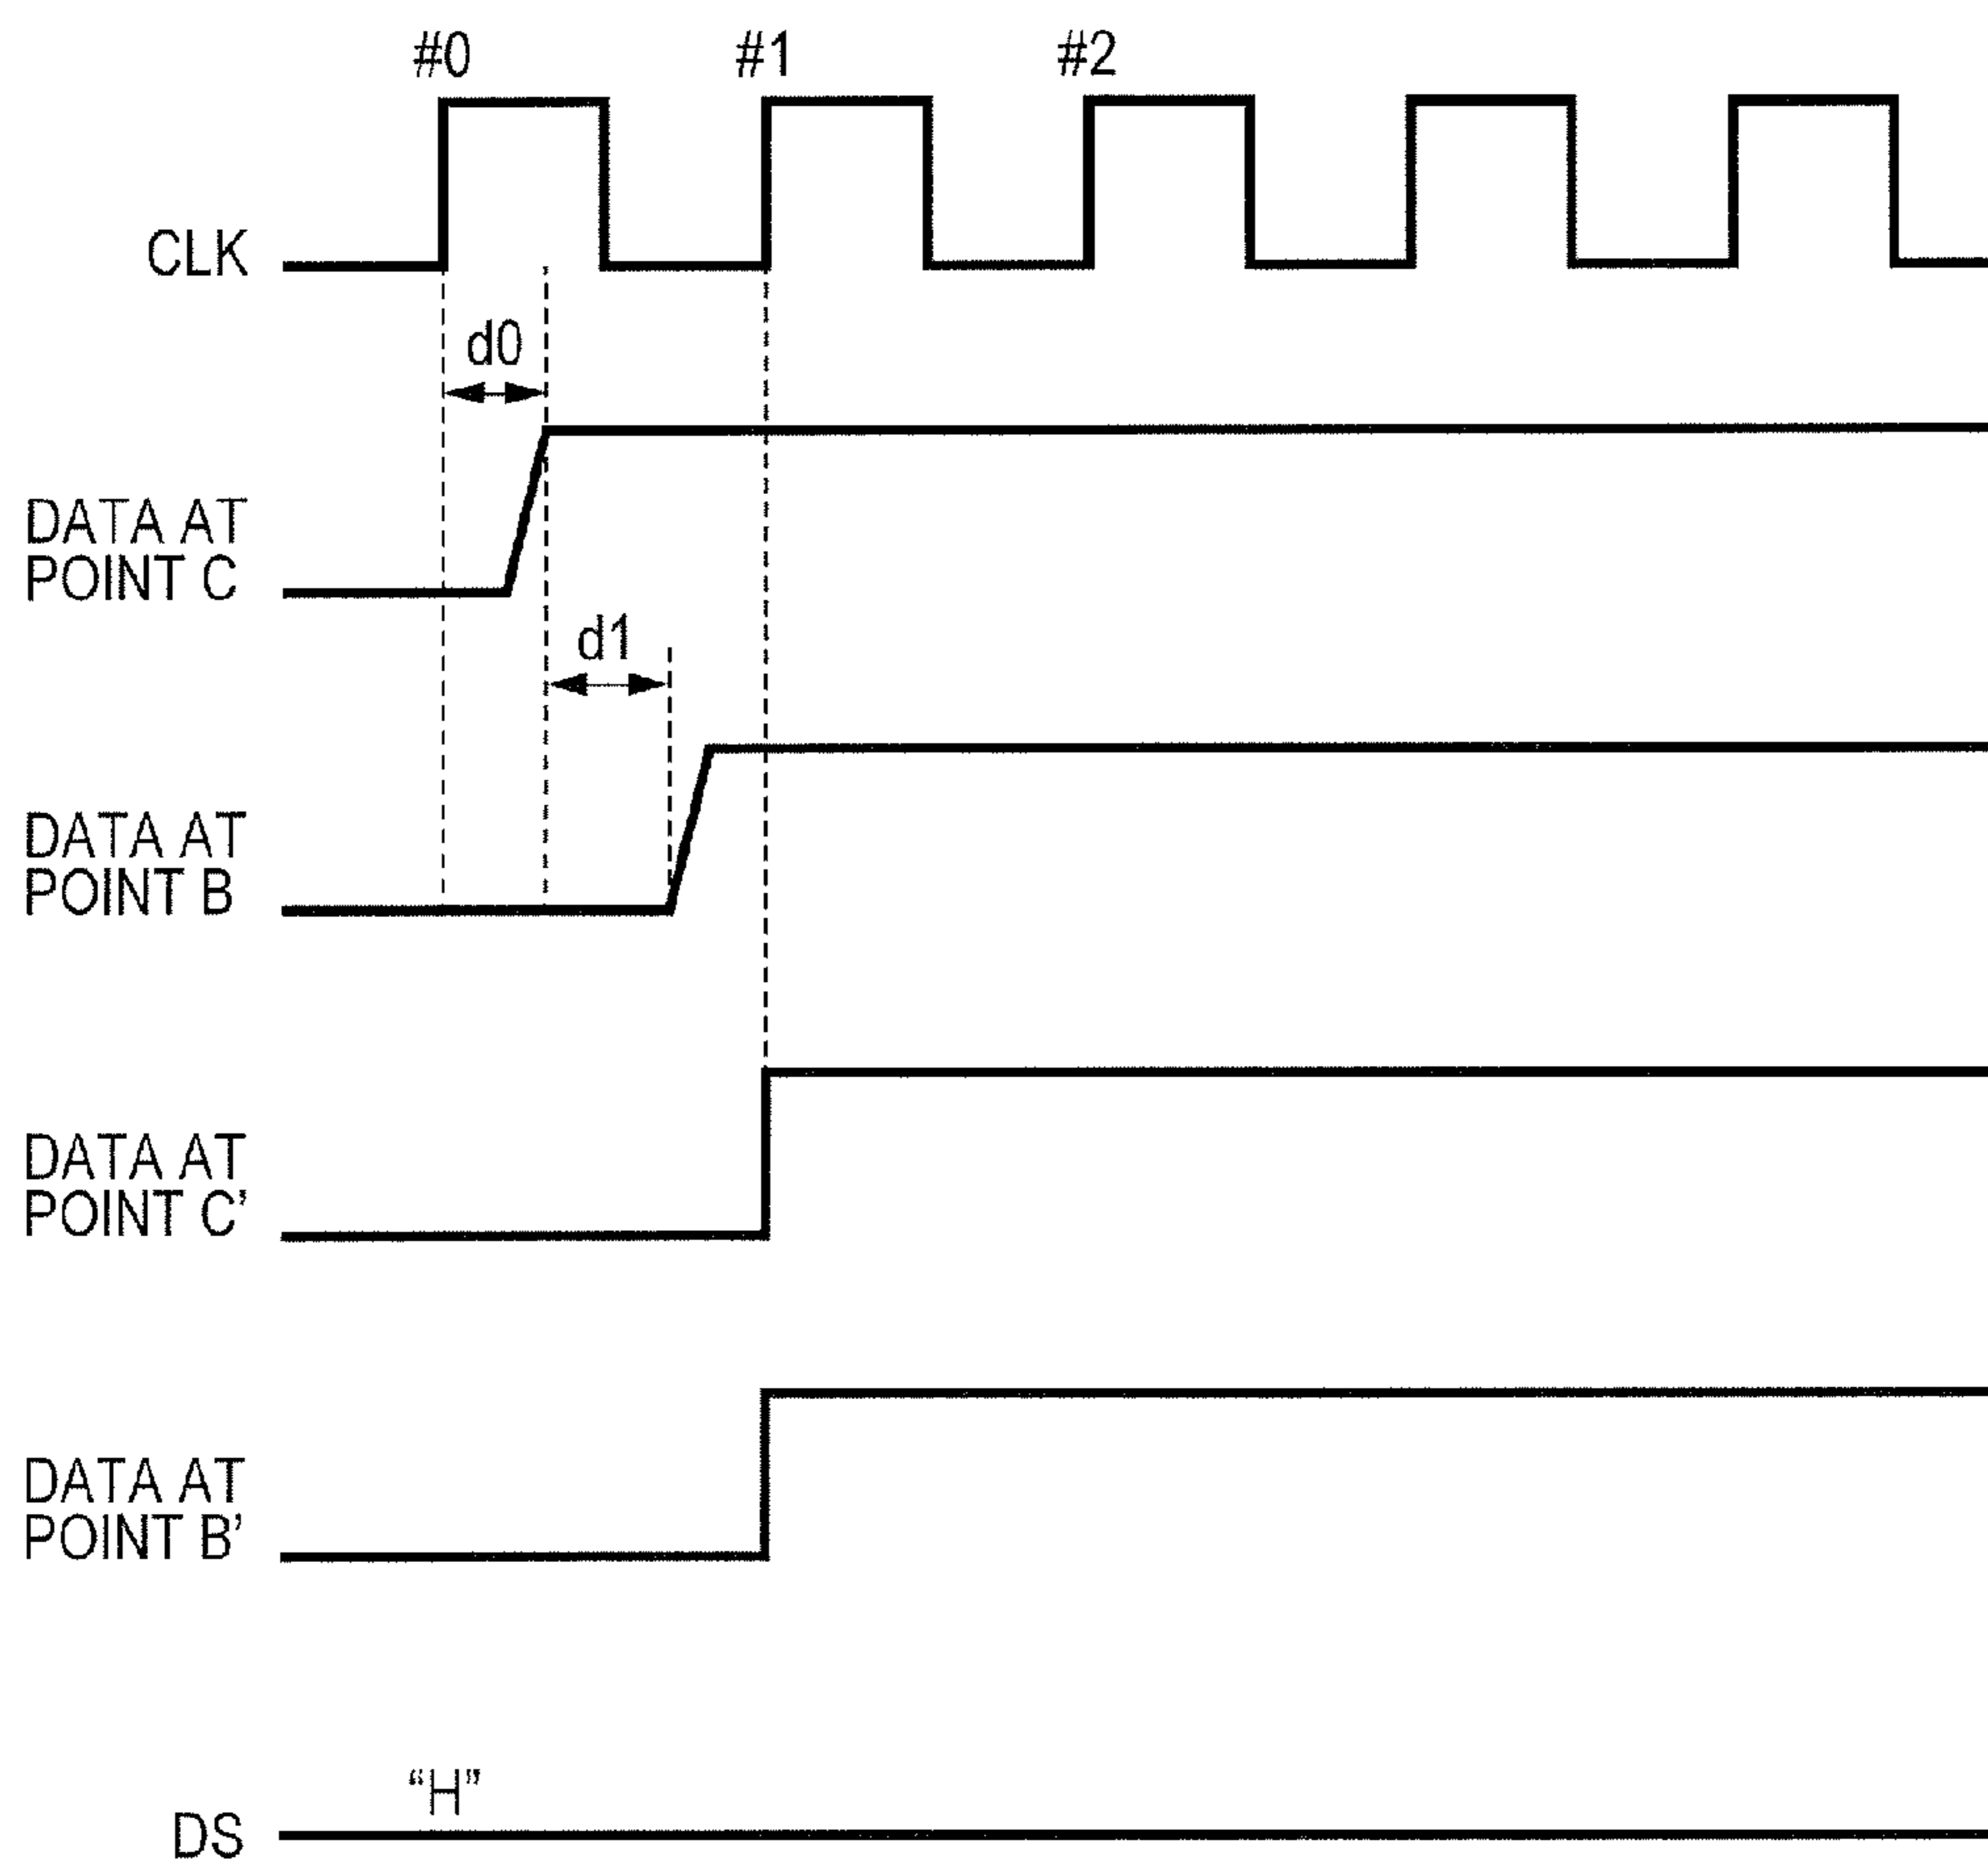 #0 #1 #2
CLK
d0
DATA AT
POINT C
d1
DATA AT
POINT B
DATA AT
POINT C’
DATA AT
POINT B’
“H”
DS